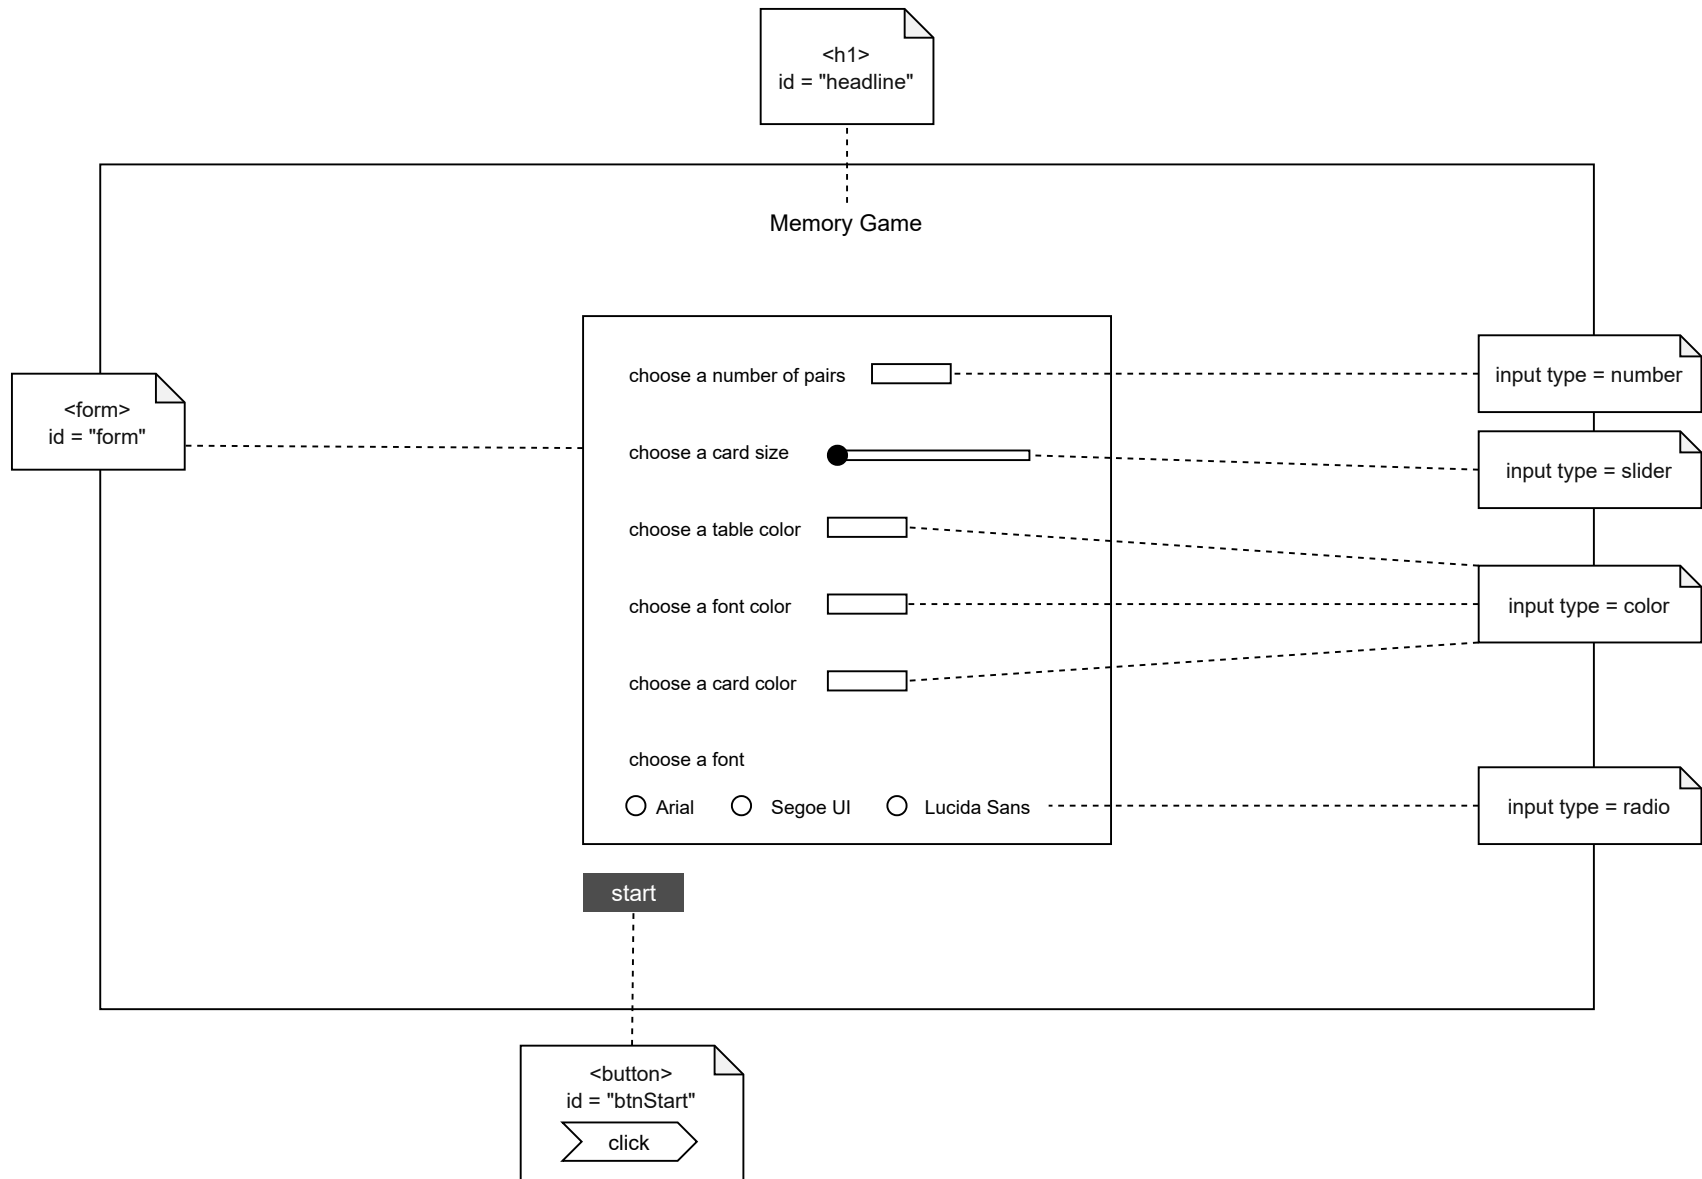 <h1>
id = "headline"
Memory Game
choose a number of pairs
input type = number
<form>
id = "form"
choose a card size
input type = slider
choose a table color
choose a font color
input type = color
choose a card color
choose a font
Arial
Segoe UI
Lucida Sans
input type = radio
start
<button>
id = "btnStart"
click